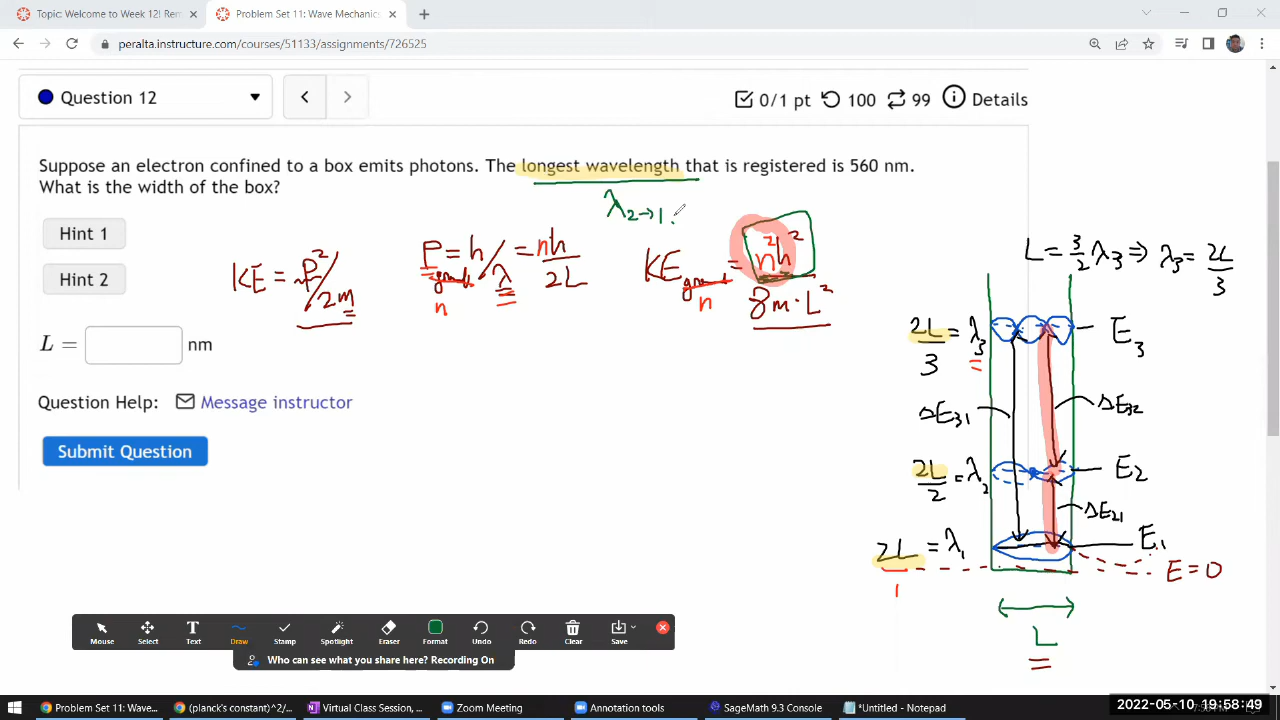 Topic: Welcome to Week 12! Rem
Problem Set 11: Wave Mechanics
peralta.instructure.com/courses/51133/assignments/726525
Question 12
0/1 pt 100 99 Details
Suppose an electron confined to a box emits photons. The longest wavelength that is registered is 560 nm.
What is the width of the box?
λ2→1.
Hint 1
Hint 2
KE = p²/2m
P = h/λ = nh/2L
n
KE = n²h²/8m·L²
n
L = 3/2 λ3 ⇒ λ3 = 2L/3
2L/3 = λ3
E3
ΔE31
ΔE32
2L/2 = λ2
E2
ΔE21
2L/1 = λ1
E1
E = 0
L
L = nm
Question Help: Message instructor
Submit Question
Mouse Select Text Draw Stamp Spotlight Eraser Format Undo Redo Clear Save
Who can see what you share here? Recording On
Problem Set 11: Wave...
(planck's constant)^2/...
Virtual Class Session, ...
Zoom Meeting
Annotation tools
SageMath 9.3 Console
*Untitled - Notepad
2022-05-10 19:58:49